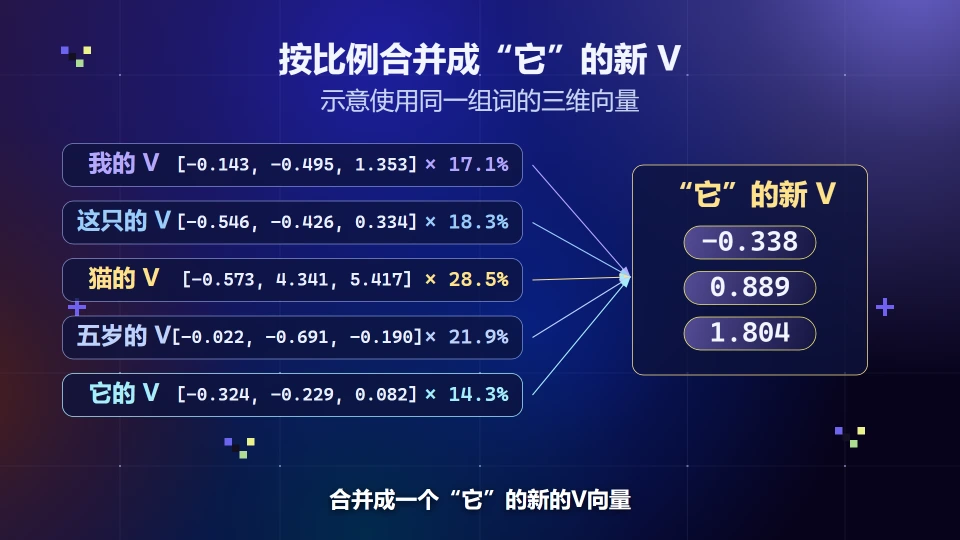 按比例合并成“它”的新 V
示意使用同一组词的三维向量
我的 V [−0.143, −0.495, 1.353] × 17.1%
这只的 V [−0.546, −0.426, 0.334] × 18.3%
猫的 V [−0.573, 4.341, 5.417] × 28.5%
五岁的 V [−0.022, −0.691, −0.190] × 21.9%
它的 V [−0.324, −0.229, 0.082] × 14.3%
“它”的新 V
−0.338
0.889
1.804
合并成一个“它”的新的V向量